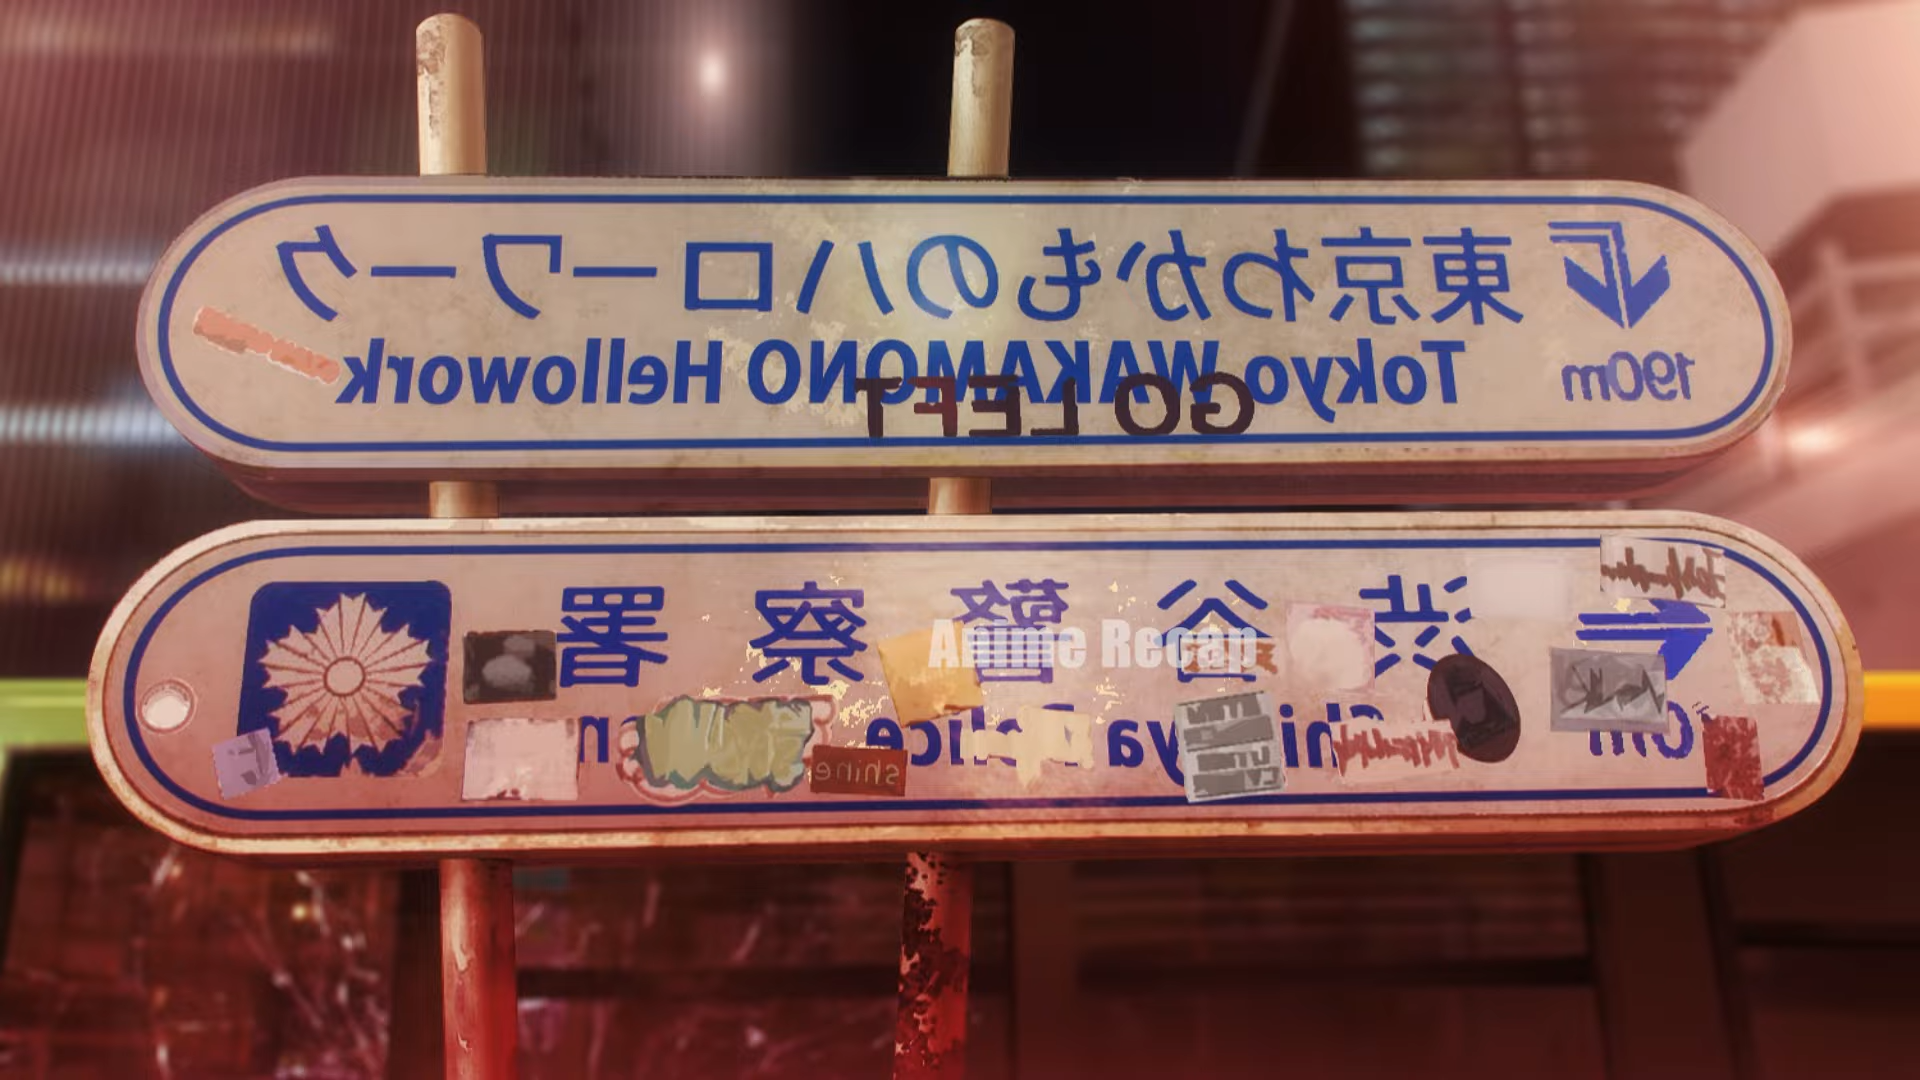 東京わかものハローワーク
Tokyo WAKAMONO Hellowork
190m
GO LEFT
渋谷警察署
Anime Recap
shine